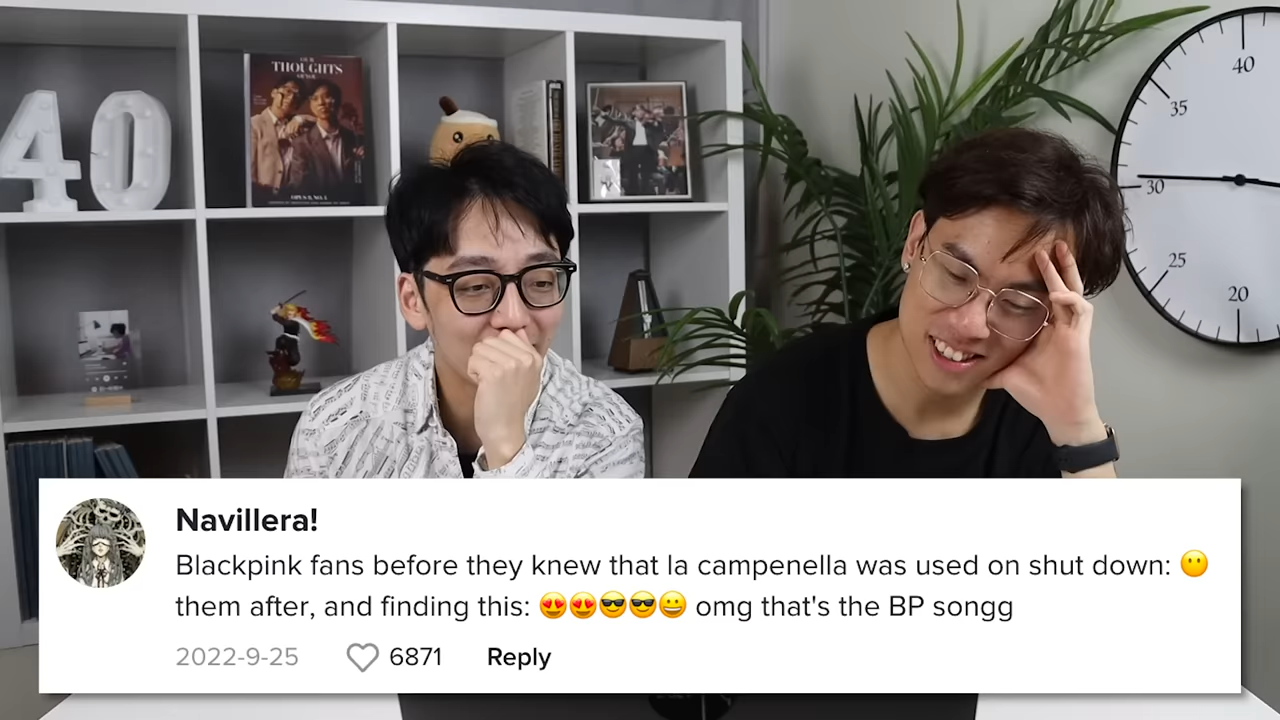 40
THOUGHTS
40
35
30
25
20
Navillera!
Blackpink fans before they knew that la campenella was used on shut down: 😶
them after, and finding this: 😍😍😎😎😀 omg that's the BP songg
2022-9-25 6871 Reply